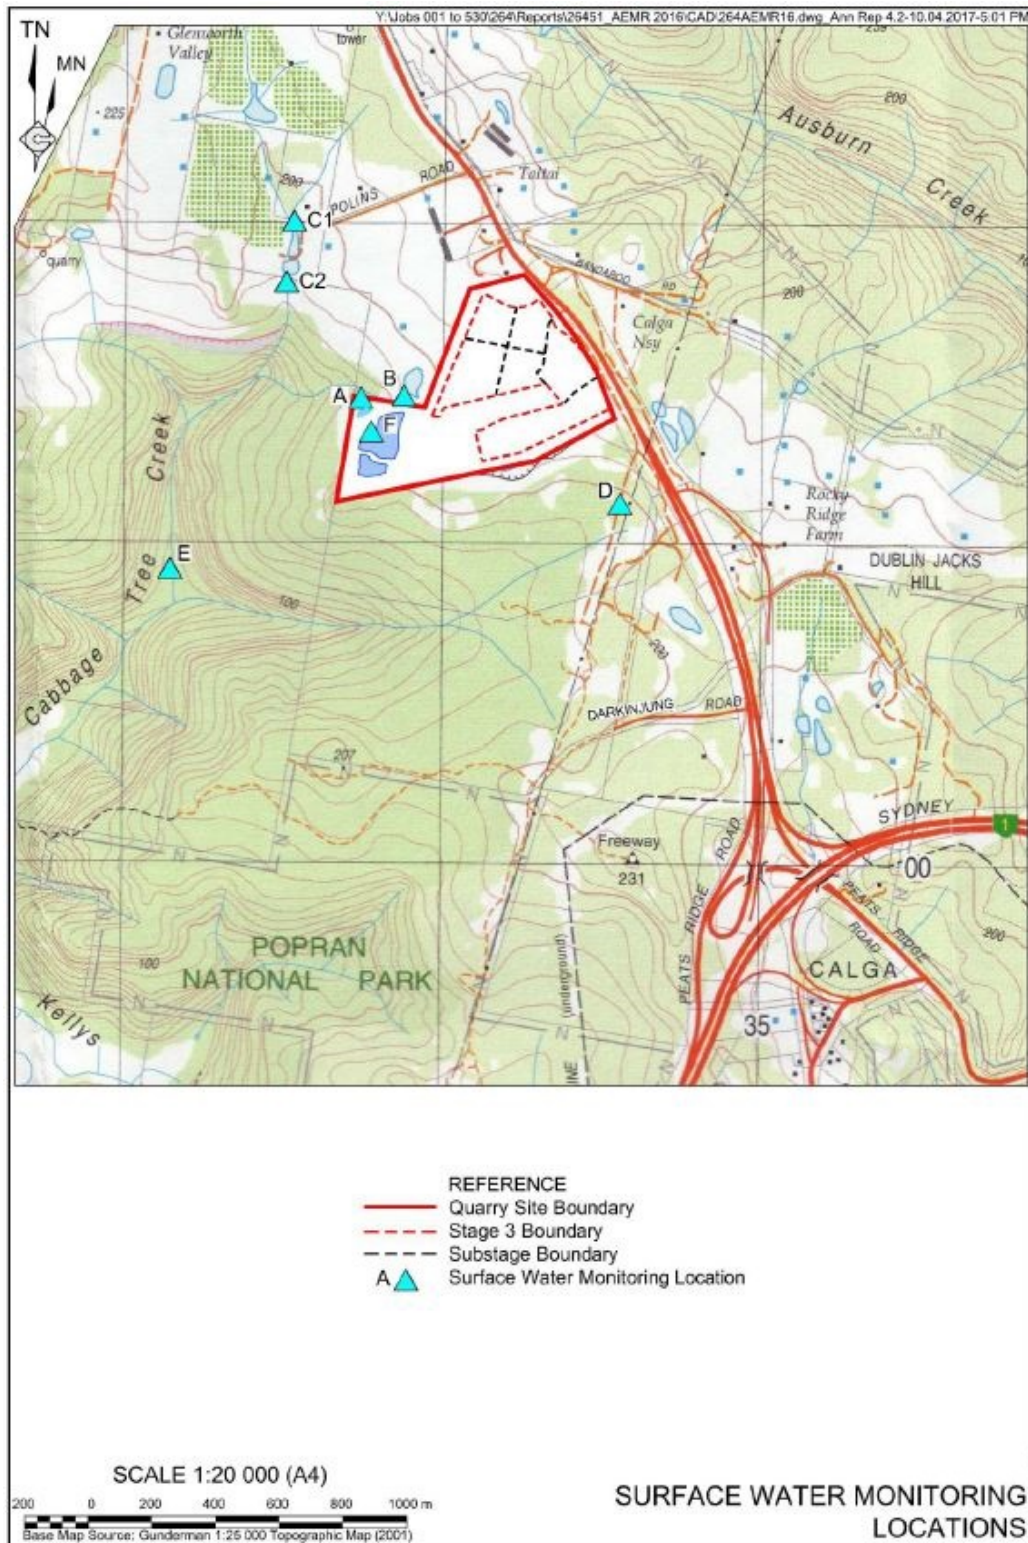 Y:\Jobs 001 to 530\264\Reports\26451_AEMR 2016\CAD\264AEMR16.dwg_Ann Rep 4.2-10.04.2017-5:01 PM
TN
MN
Glenworth
Valley
tower
239
225
200
Ausburn
Creek
200
POLINS ROAD
Taitai
C1
quarry
C2
RD
200
Calga
Nsy
A
B
F
Creek
Tree
Cabbage
D
Rocky
Ridge
Farm
E
DUBLIN JACKS
HILL
100
200
DARKINJUNG ROAD
207
SYDNEY
1
Freeway
231
00
PEATS RIDGE ROAD
PEATS RIDGE
ROAD
200
POPRAN
NATIONAL PARK
100
CALGA
(underground)
35
Kellys
INE
REFERENCE
Quarry Site Boundary
Stage 3 Boundary
Substage Boundary
A Surface Water Monitoring Location
SCALE 1:20 000 (A4)
200 0 200 400 600 800 1000 m
Base Map Source: Gunderman 1:25 000 Topographic Map (2001)
SURFACE WATER MONITORING
LOCATIONS